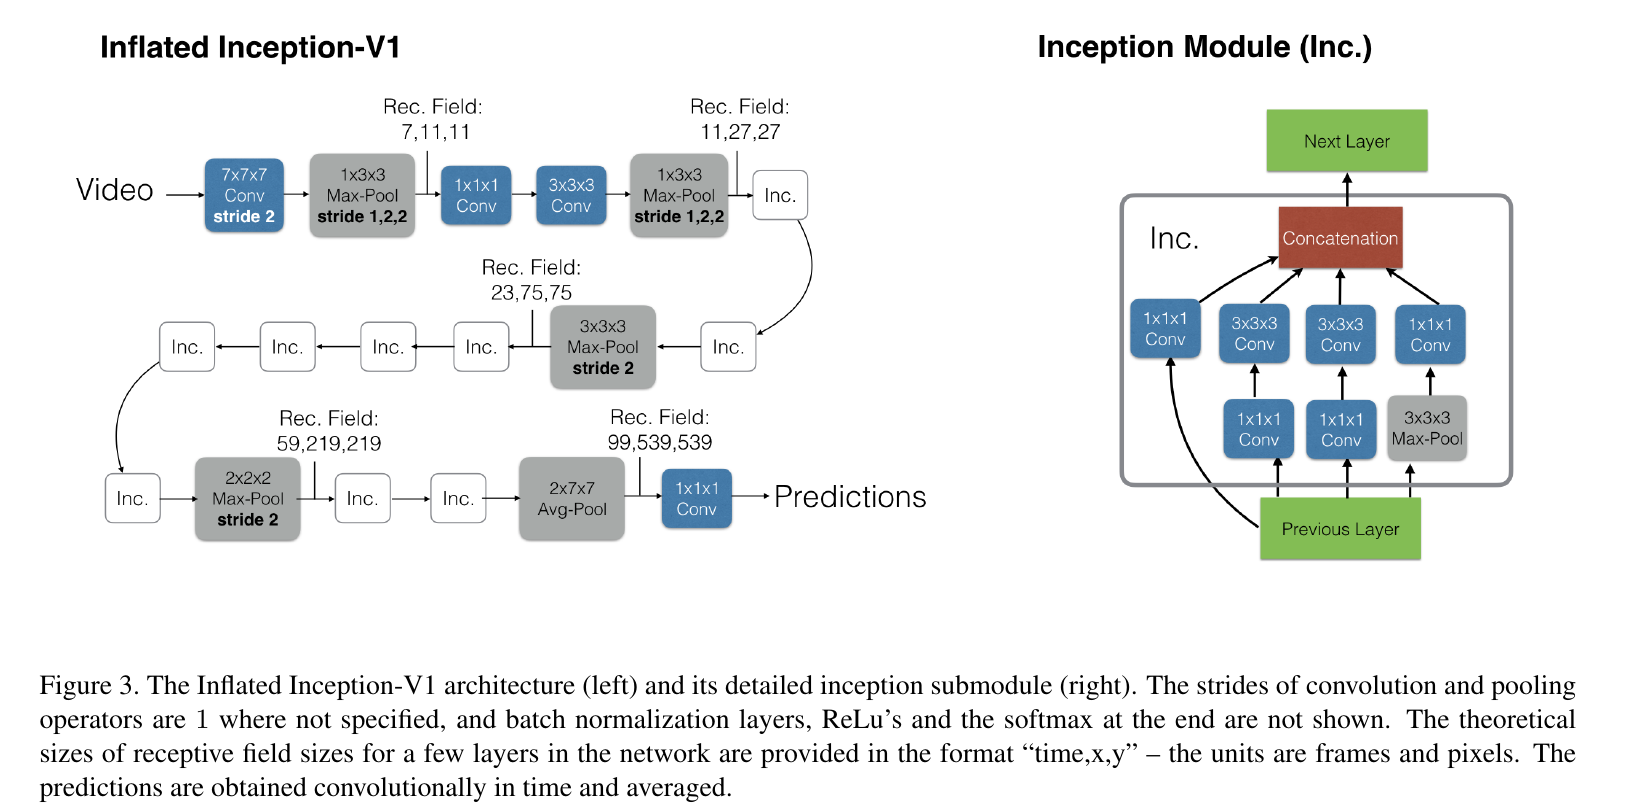 Inflated Inception-V1
Rec. Field:
7,11,11
Rec. Field:
11,27,27
Video
7x7x7
Conv
stride 2
1x3x3
Max-Pool
stride 1,2,2
1x1x1
Conv
3x3x3
Conv
1x3x3
Max-Pool
stride 1,2,2
Inc.
Rec. Field:
23,75,75
Inc.
Inc.
Inc.
Inc.
3x3x3
Max-Pool
stride 2
Inc.
Rec. Field:
59,219,219
Rec. Field:
99,539,539
Inc.
2x2x2
Max-Pool
stride 2
Inc.
Inc.
2x7x7
Avg-Pool
1x1x1
Conv
Predictions
Inception Module (Inc.)
Next Layer
Inc.
Concatenation
1x1x1
Conv
3x3x3
Conv
3x3x3
Conv
1x1x1
Conv
1x1x1
Conv
1x1x1
Conv
3x3x3
Max-Pool
Previous Layer
Figure 3. The Inflated Inception-V1 architecture (left) and its detailed inception submodule (right). The strides of convolution and pooling
operators are 1 where not specified, and batch normalization layers, ReLu's and the softmax at the end are not shown. The theoretical
sizes of receptive field sizes for a few layers in the network are provided in the format “time,x,y” – the units are frames and pixels. The
predictions are obtained convolutionally in time and averaged.